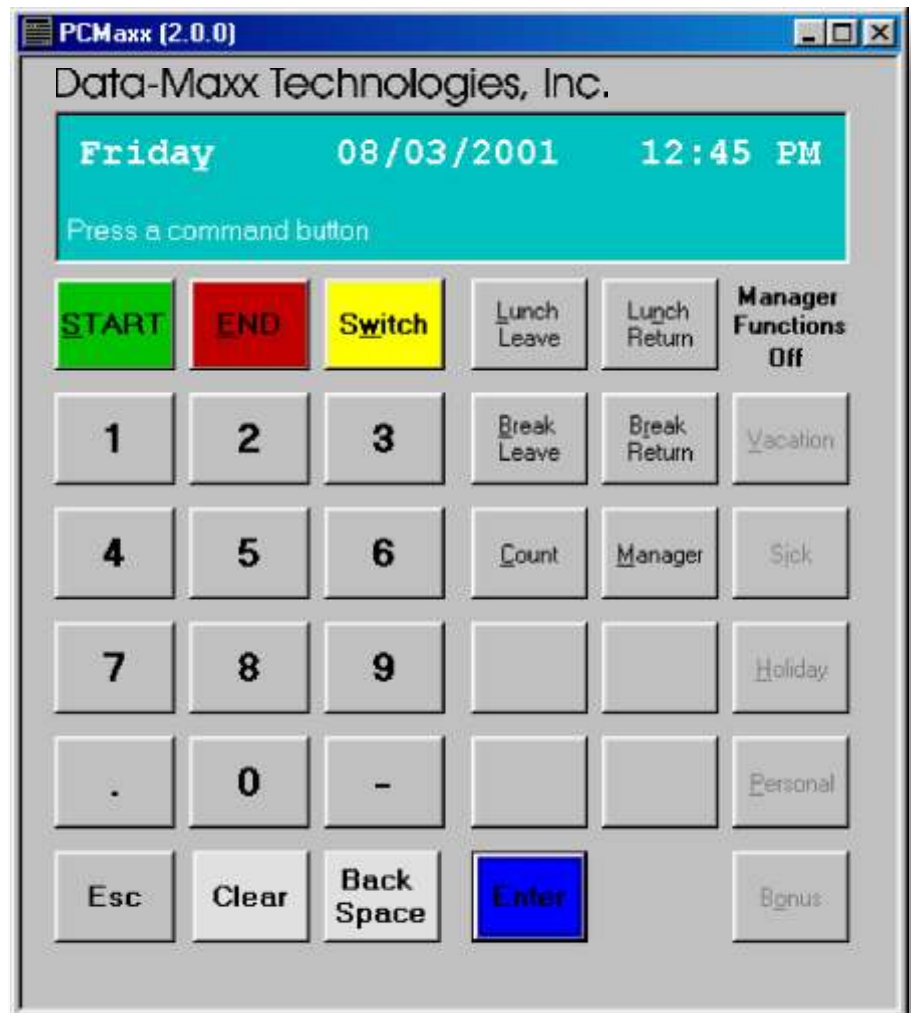 PCMaxx (2.0.0)
Data-Maxx Technologies, Inc.
Friday 08/03/2001 12:45 PM
Press a command button
START END Switch Lunch Leave Lunch Return Manager Functions Off
1 2 3 Break Leave Break Return Vacation
4 5 6 Count Manager Sick
7 8 9 Holiday
. 0 - Personal
Esc Clear Back Space Enter Bonus